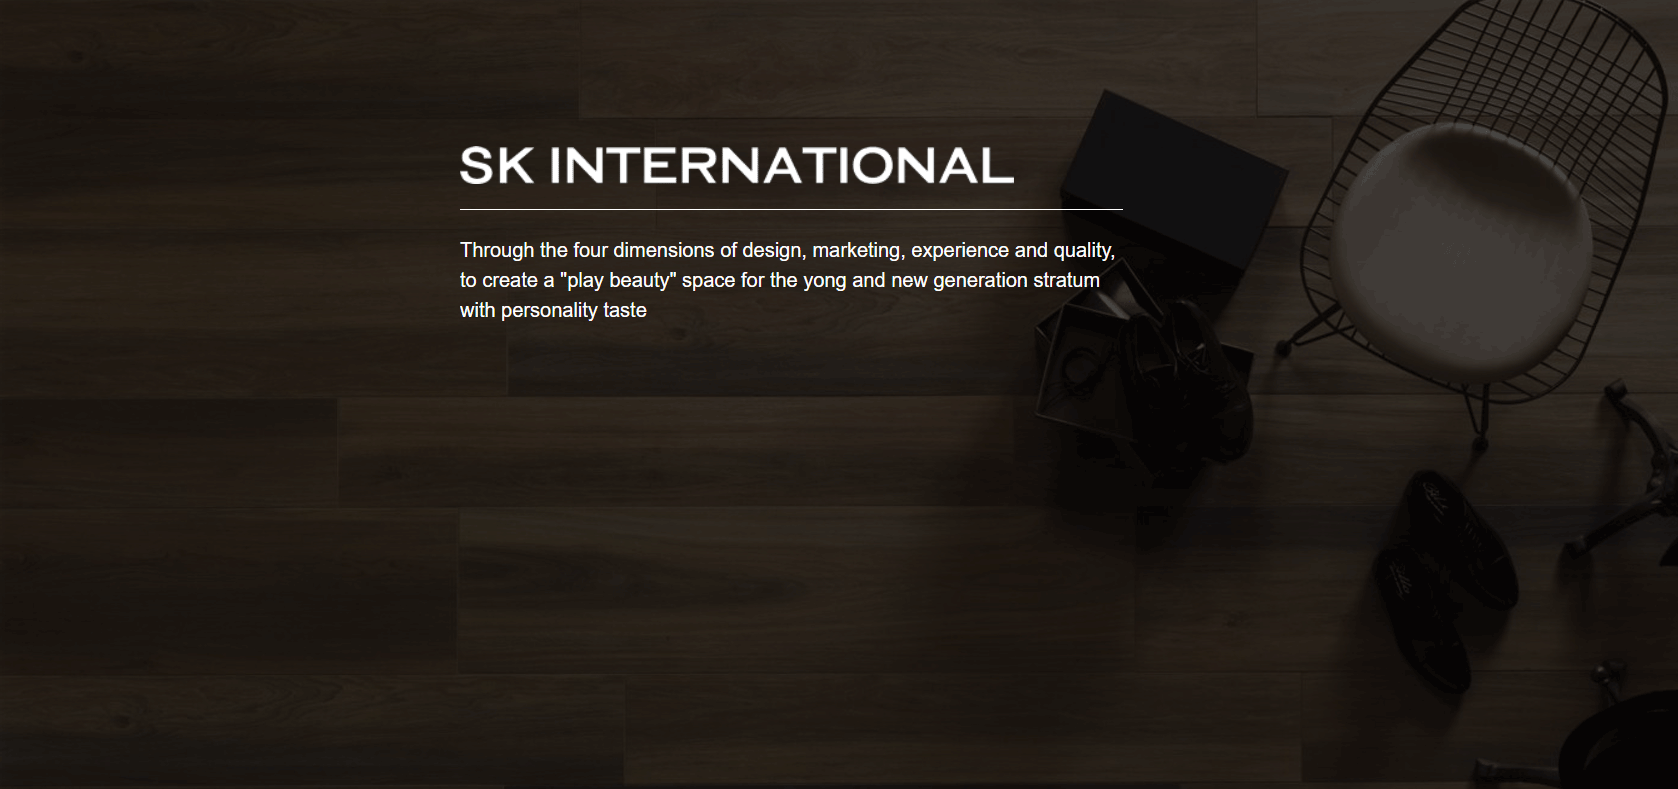 SK INTERNATIONAL
Through the four dimensions of design, marketing, experience and quality,
to create a "play beauty" space for the yong and new generation stratum
with personality taste